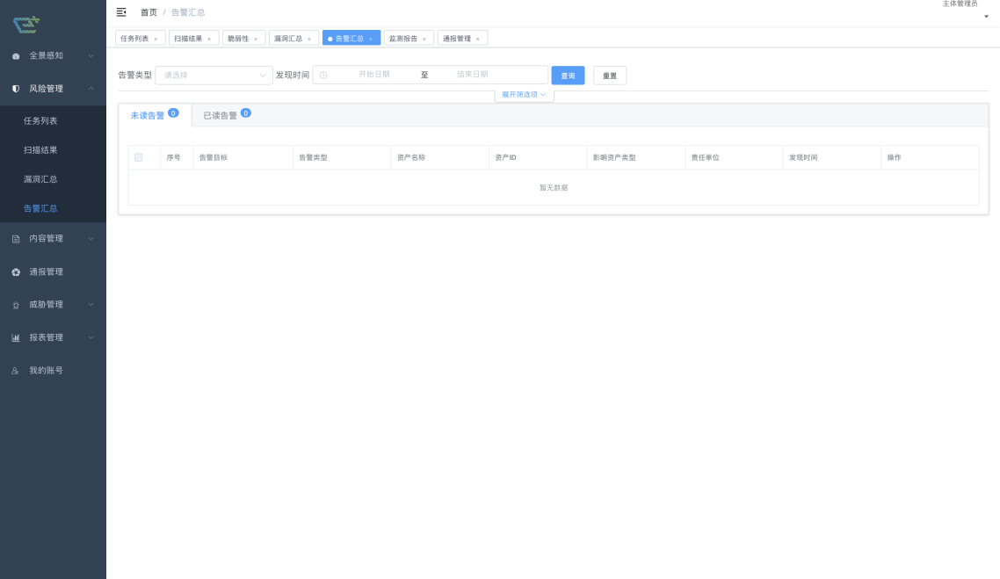 主体管理员
首页 / 告警汇总
任务列表 × 扫描结果 × 脆弱性 × 漏洞汇总 × 告警汇总 × 监测报告 × 通报管理 ×
全景感知
风险管理
任务列表
扫描结果
漏洞汇总
告警汇总
内容管理
通报管理
威胁管理
报表管理
我的账号
告警类型 请选择 发现时间 开始日期 至 结束日期 查询 重置
展开筛选项
未读告警 0 已读告警 0
序号 告警目标 告警类型 资产名称 资产ID 影响资产类型 责任单位 发现时间 操作
暂无数据